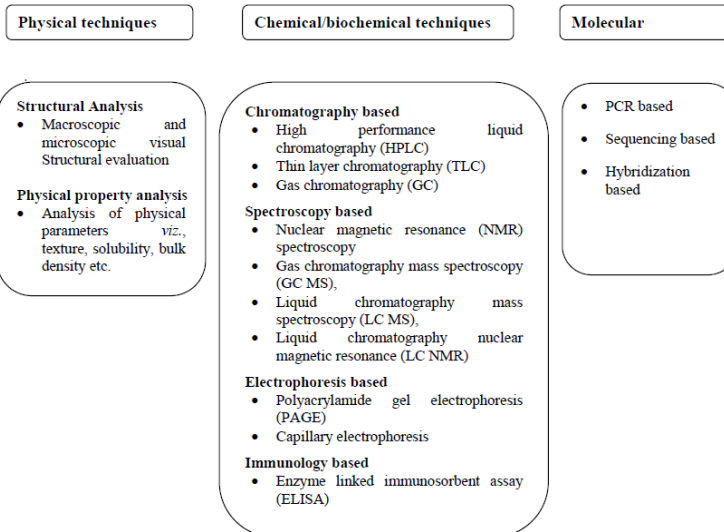 Physical techniques
Chemical/biochemical techniques
Molecular
Structural Analysis
• Macroscopic and
microscopic visual
Structural evaluation
Physical property analysis
• Analysis of physical
parameters viz.,
texture, solubility, bulk
density etc.
Chromatography based
• High performance liquid
chromatography (HPLC)
• Thin layer chromatography (TLC)
• Gas chromatography (GC)
Spectroscopy based
• Nuclear magnetic resonance (NMR)
spectroscopy
• Gas chromatography mass spectroscopy
(GC MS),
• Liquid chromatography mass
spectroscopy (LC MS),
• Liquid chromatography nuclear
magnetic resonance (LC NMR)
Electrophoresis based
• Polyacrylamide gel electrophoresis
(PAGE)
• Capillary electrophoresis
Immunology based
• Enzyme linked immunosorbent assay
(ELISA)
• PCR based
• Sequencing based
• Hybridization
based